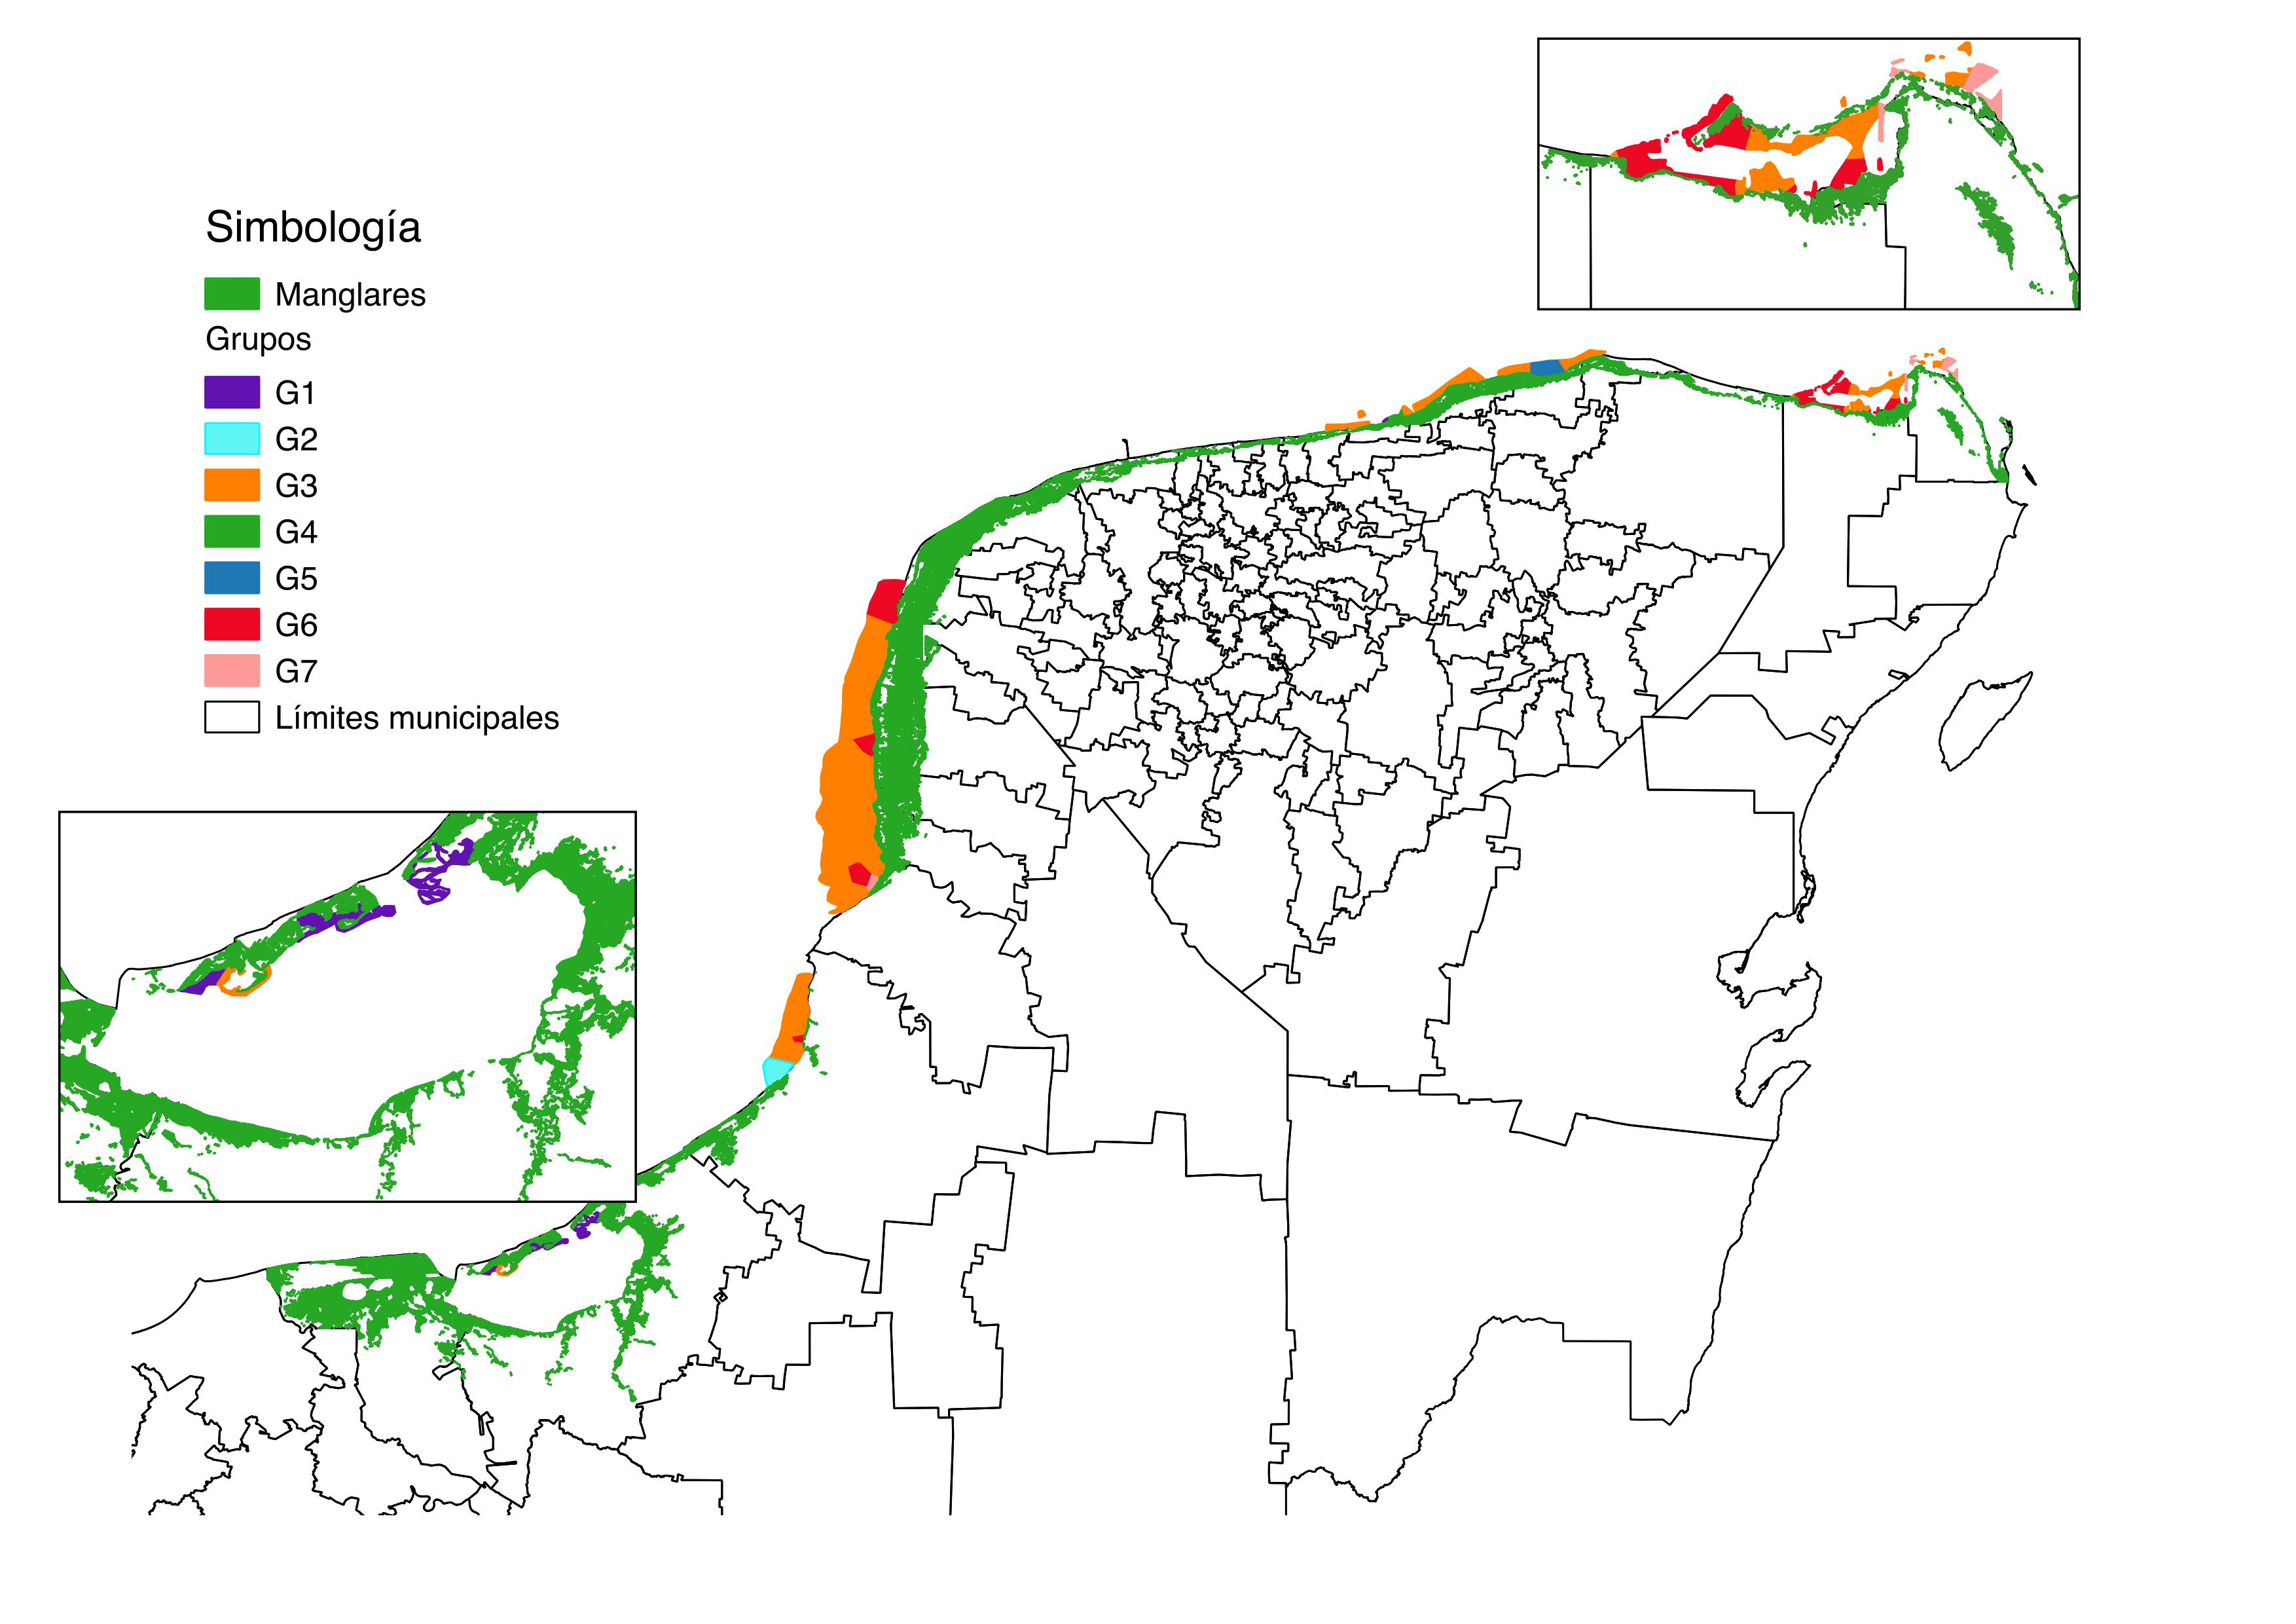 Simbología
Manglares
Grupos
G1
G2
G3
G4
G5
G6
G7
Límites municipales